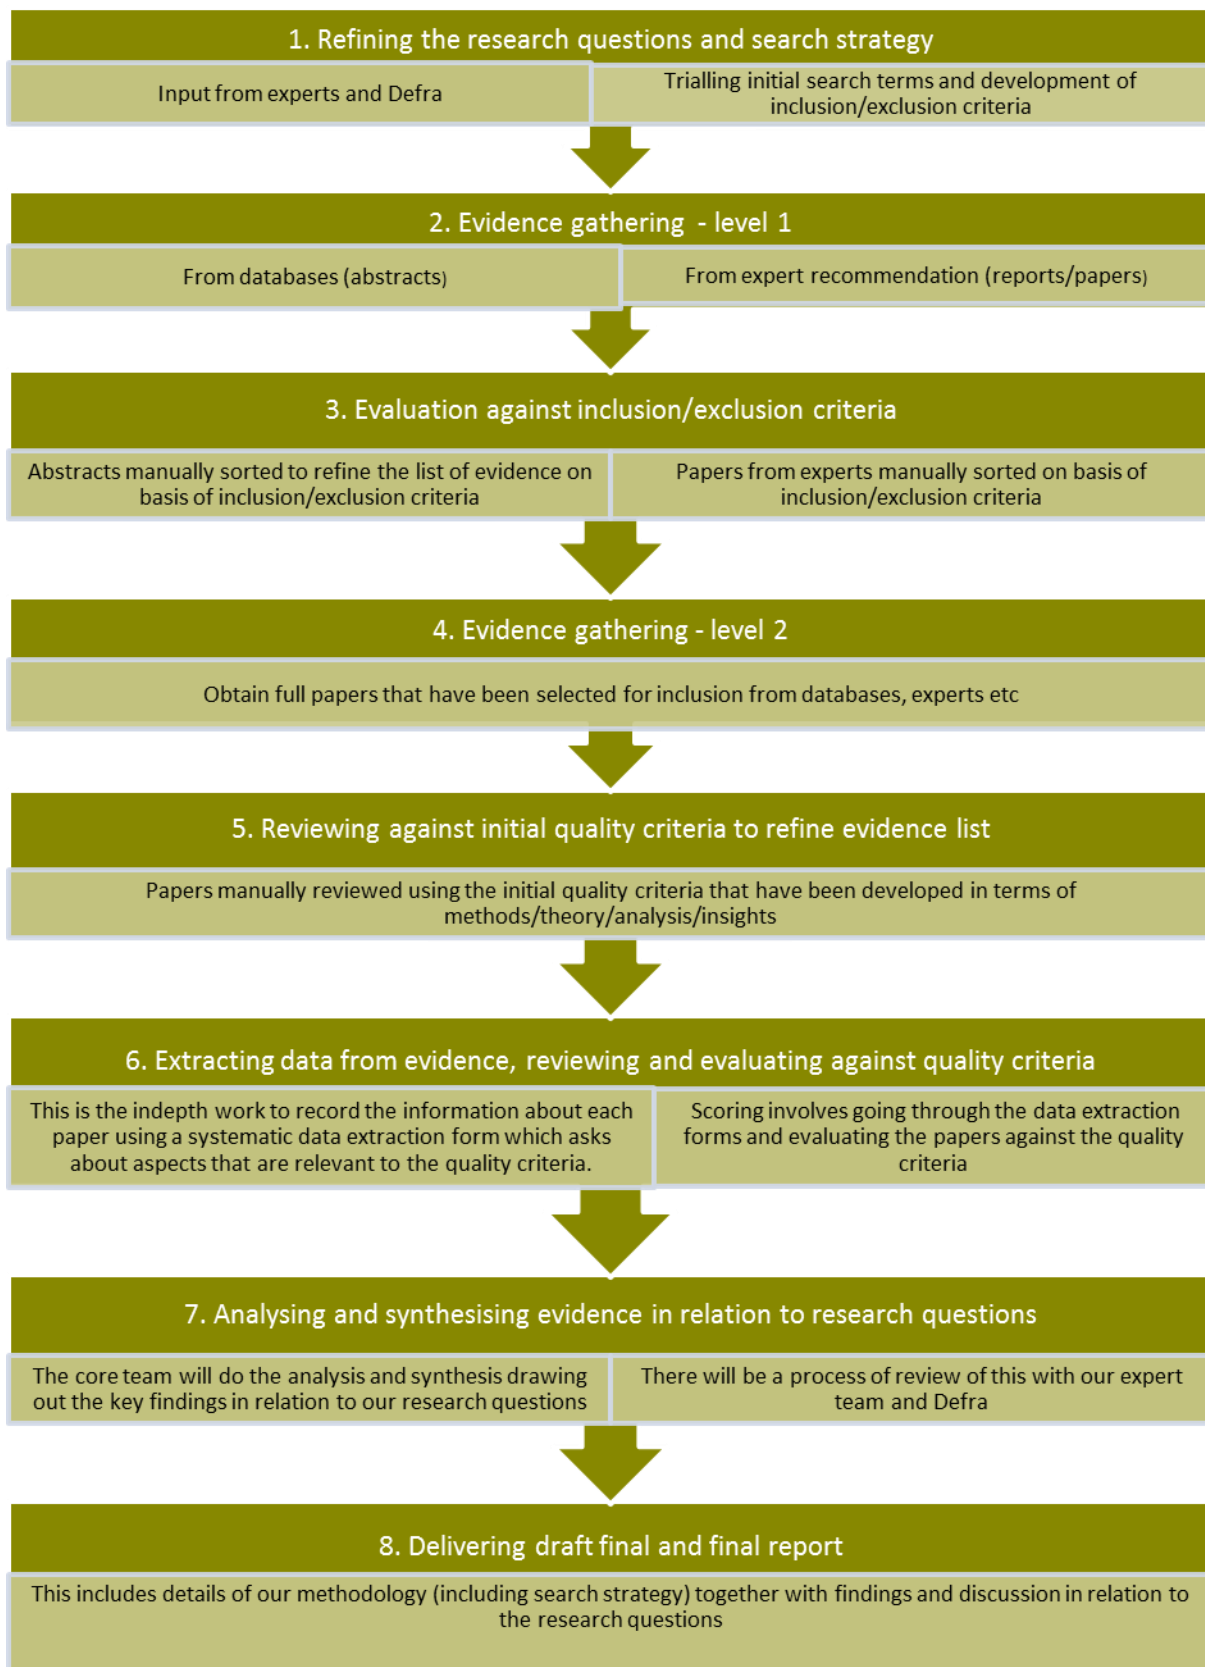 1. Refining the research questions and search strategy
Input from experts and Defra
Trialling initial search terms and development of
inclusion/exclusion criteria
2. Evidence gathering - level 1
From databases (abstracts)
From expert recommendation (reports/papers)
3. Evaluation against inclusion/exclusion criteria
Abstracts manually sorted to refine the list of evidence on
basis of inclusion/exclusion criteria
Papers from experts manually sorted on basis of
inclusion/exclusion criteria
4. Evidence gathering - level 2
Obtain full papers that have been selected for inclusion from databases, experts etc
5. Reviewing against initial quality criteria to refine evidence list
Papers manually reviewed using the initial quality criteria that have been developed in terms of
methods/theory/analysis/insights
6. Extracting data from evidence, reviewing and evaluating against quality criteria
This is the indepth work to record the information about each
paper using a systematic data extraction form which asks
about aspects that are relevant to the quality criteria.
Scoring involves going through the data extraction
forms and evaluating the papers against the quality
criteria
7. Analysing and synthesising evidence in relation to research questions
The core team will do the analysis and synthesis drawing
out the key findings in relation to our research questions
There will be a process of review of this with our expert
team and Defra
8. Delivering draft final and final report
This includes details of our methodology (including search strategy) together with findings and discussion in relation to
the research questions